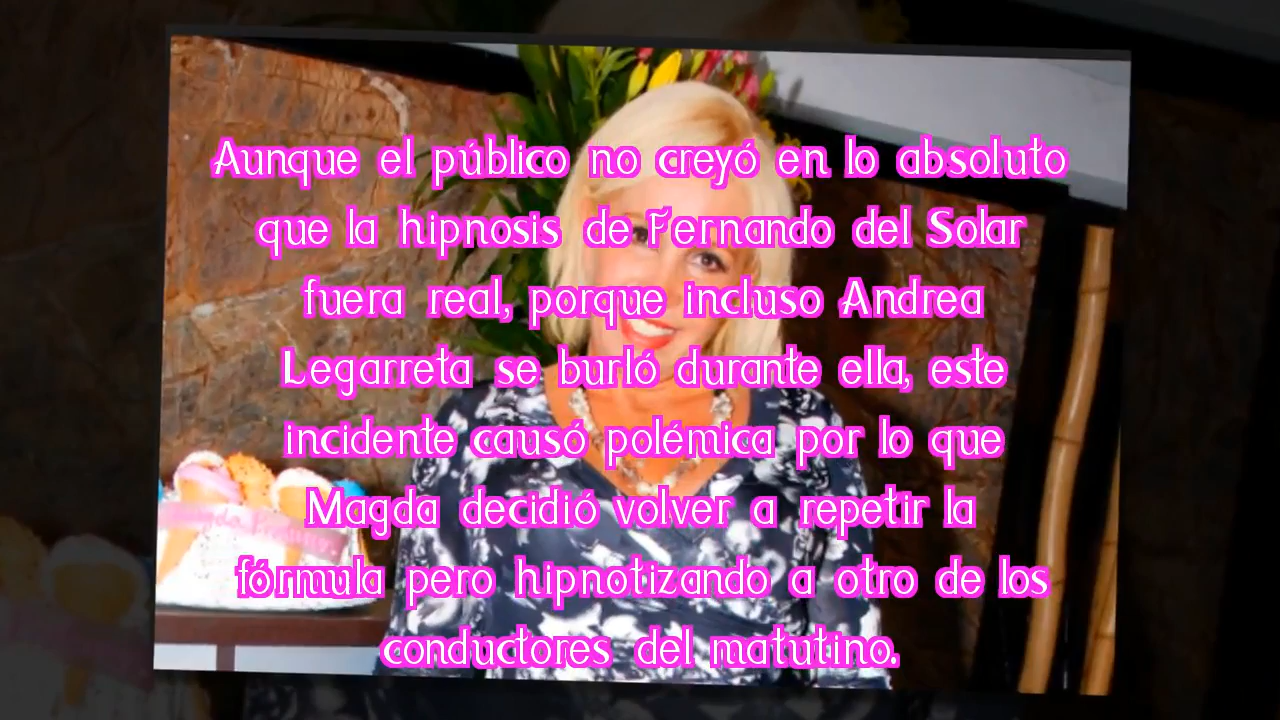 Aunque el público no creyó en lo absoluto
que la hipnosis de Fernando del Solar
fuera real, porque incluso Andrea
Legarreta se burló durante ella, este
incidente causó polémica por lo que
Magda decidió volver a repetir la
fórmula pero hipnotizando a otro de los
conductores del matutino.